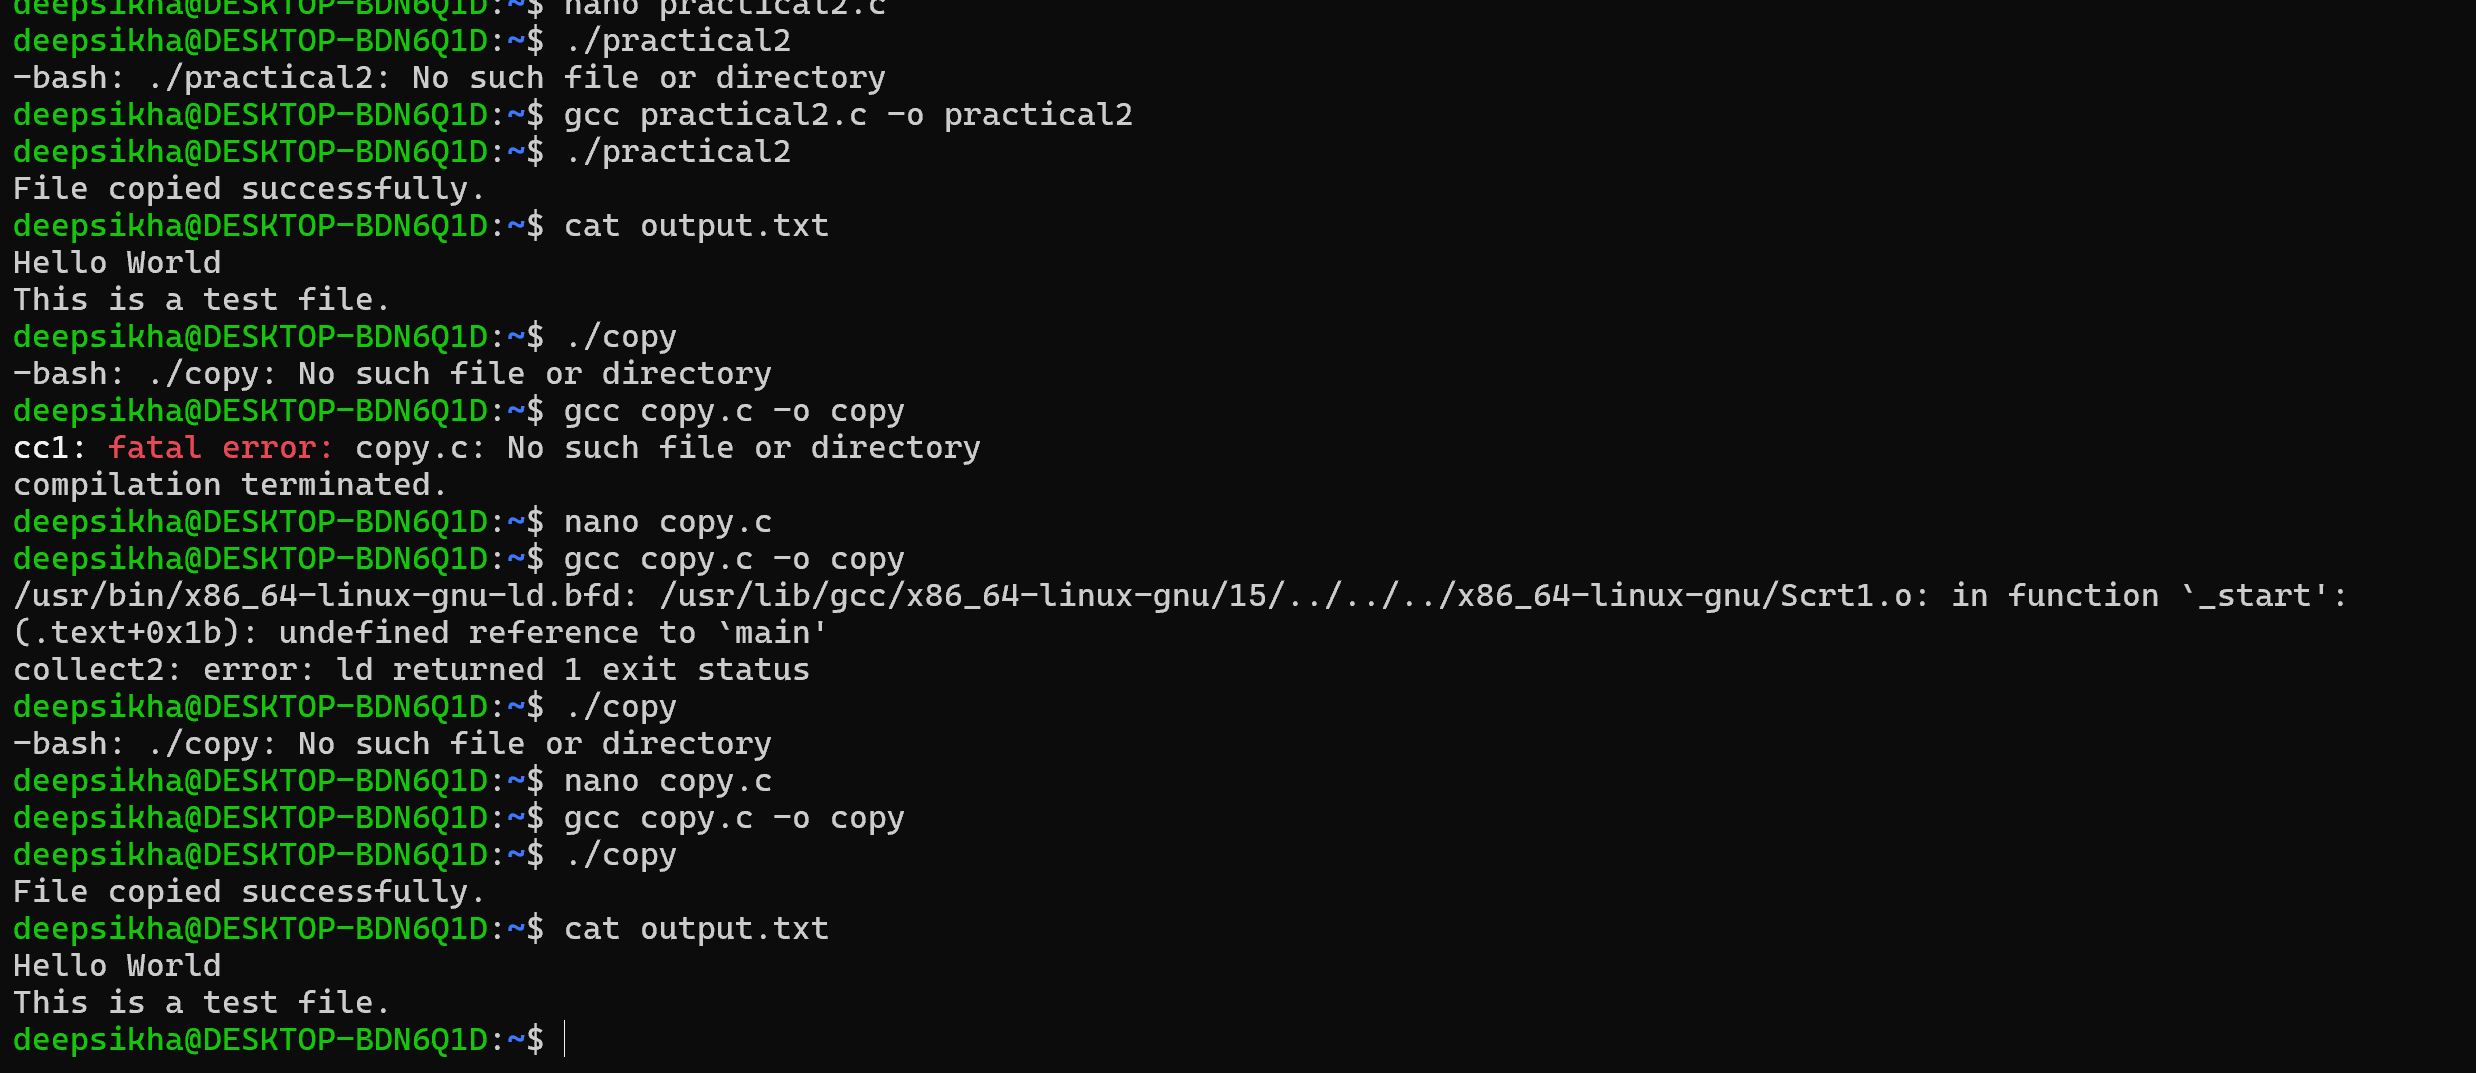 deepsikha@DESKTOP-BDN6Q1D:~$ nano practical2.c
deepsikha@DESKTOP-BDN6Q1D:~$ ./practical2
-bash: ./practical2: No such file or directory
deepsikha@DESKTOP-BDN6Q1D:~$ gcc practical2.c -o practical2
deepsikha@DESKTOP-BDN6Q1D:~$ ./practical2
File copied successfully.
deepsikha@DESKTOP-BDN6Q1D:~$ cat output.txt
Hello World
This is a test file.
deepsikha@DESKTOP-BDN6Q1D:~$ ./copy
-bash: ./copy: No such file or directory
deepsikha@DESKTOP-BDN6Q1D:~$ gcc copy.c -o copy
cc1: fatal error: copy.c: No such file or directory
compilation terminated.
deepsikha@DESKTOP-BDN6Q1D:~$ nano copy.c
deepsikha@DESKTOP-BDN6Q1D:~$ gcc copy.c -o copy
/usr/bin/x86_64-linux-gnu-ld.bfd: /usr/lib/gcc/x86_64-linux-gnu/15/../../../x86_64-linux-gnu/Scrt1.o: in function `_start':
(.text+0x1b): undefined reference to `main'
collect2: error: ld returned 1 exit status
deepsikha@DESKTOP-BDN6Q1D:~$ ./copy
-bash: ./copy: No such file or directory
deepsikha@DESKTOP-BDN6Q1D:~$ nano copy.c
deepsikha@DESKTOP-BDN6Q1D:~$ gcc copy.c -o copy
deepsikha@DESKTOP-BDN6Q1D:~$ ./copy
File copied successfully.
deepsikha@DESKTOP-BDN6Q1D:~$ cat output.txt
Hello World
This is a test file.
deepsikha@DESKTOP-BDN6Q1D:~$